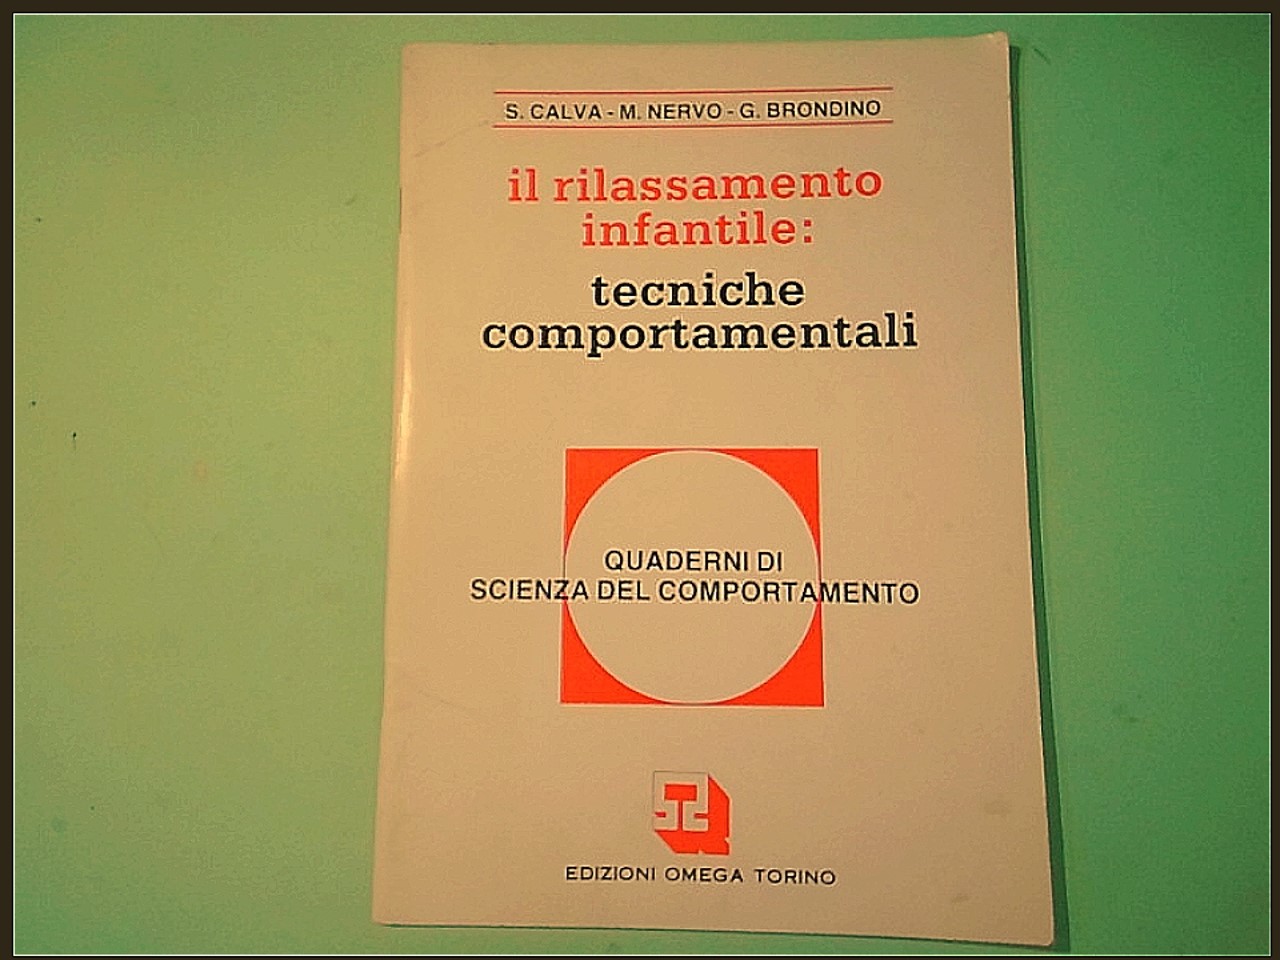 S. CALVA - M. NERVO - G. BRONDINO
il rilassamento
infantile:
tecniche
comportamentali
QUADERNI DI
SCIENZA DEL COMPORTAMENTO
EDIZIONI OMEGA TORINO